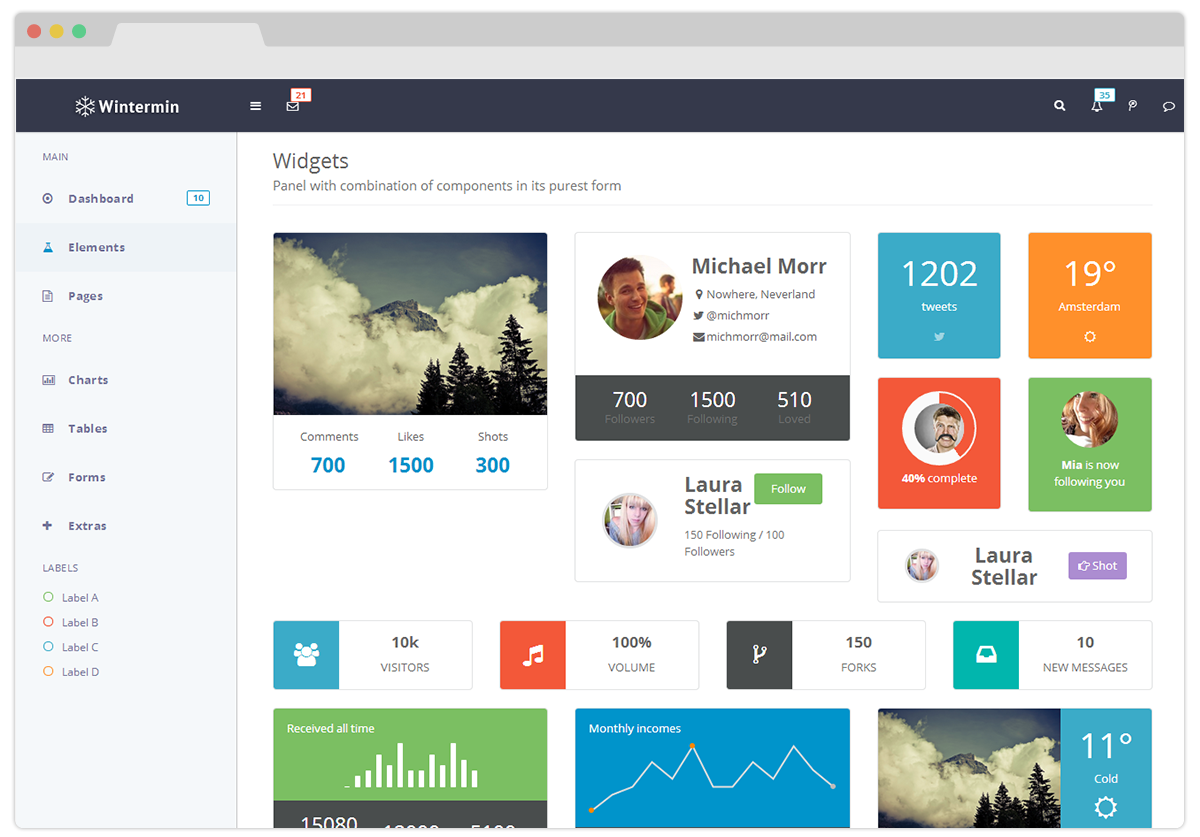 Wintermin
21
35
MAIN
Dashboard 10
Elements
Pages
MORE
Charts
Tables
Forms
Extras
LABELS
Label A
Label B
Label C
Label D
Widgets
Panel with combination of components in its purest form
Comments Likes Shots
700 1500 300
Michael Morr
Nowhere, Neverland
@michmorr
michmorr@mail.com
700 1500 510
Followers Following Loved
Laura
Stellar
Follow
150 Following / 100
Followers
1202
tweets
19°
Amsterdam
40% complete
Mia is now
following you
Laura
Stellar
Shot
10k
VISITORS
100%
VOLUME
150
FORKS
10
NEW MESSAGES
Received all time
15080
Monthly incomes
11°
Cold